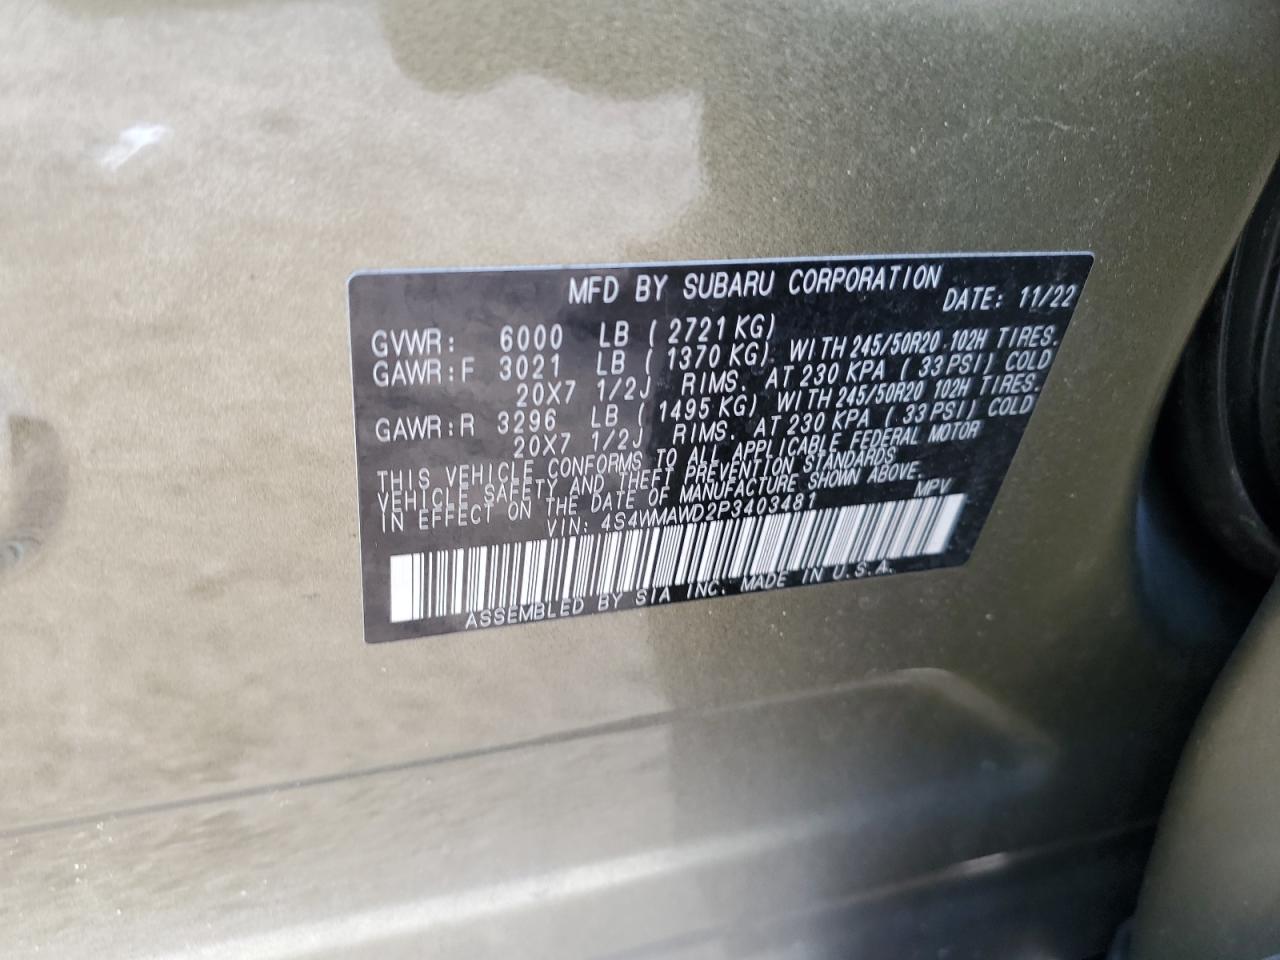 MFD BY SUBARU CORPORATION
DATE: 11/22
GVWR: 6000 LB (2721 KG)
GAWR:F 3021 LB (1370 KG) WITH 245/50R20 102H TIRES.
20X7 1/2J RIMS. AT 230 KPA (33 PSI) COLD
GAWR:R 3296 LB (1495 KG) WITH 245/50R20 102H TIRES.
20X7 1/2J RIMS. AT 230 KPA (33 PSI) COLD
THIS VEHICLE CONFORMS TO ALL APPLICABLE FEDERAL MOTOR
VEHICLE SAFETY AND THEFT PREVENTION STANDARDS
IN EFFECT ON THE DATE OF MANUFACTURE SHOWN ABOVE.
VIN: 4S4WMAWD2P3403481 MPV
ASSEMBLED BY SIA INC. MADE IN U.S.A.